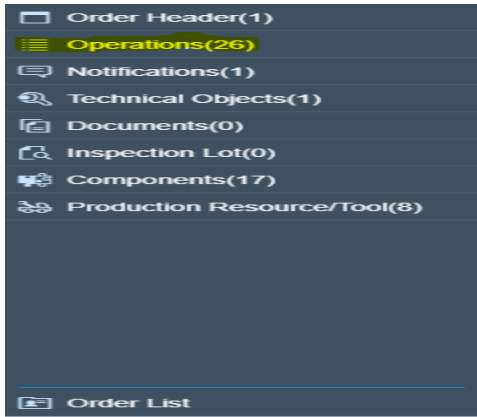 Order Header(1)
Operations(26)
Notifications(1)
Technical Objects(1)
Documents(0)
Inspection Lot(0)
Components(17)
Production Resource/Tool(8)
Order List